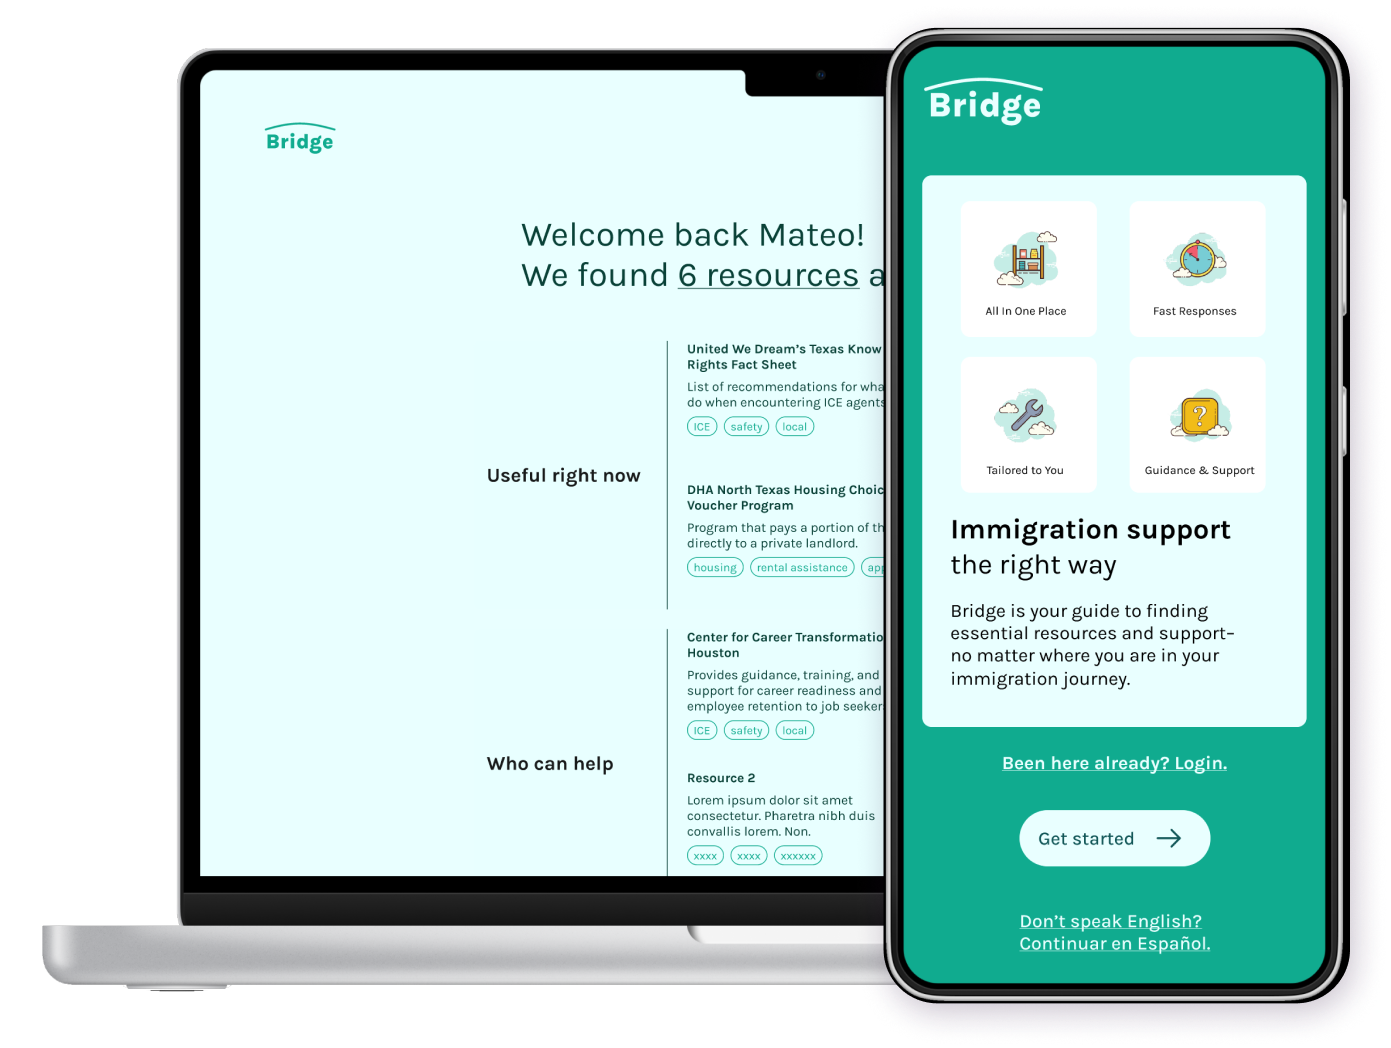 Bridge
Welcome back Mateo!
We found 6 resources a
United We Dream's Texas Know
Rights Fact Sheet
List of recommendations for wha
do when encountering ICE agents
ICE safety local
Useful right now
DHA North Texas Housing Choic
Voucher Program
Program that pays a portion of th
directly to a private landlord.
housing rental assistance app
Center for Career Transformatio
Houston
Provides guidance, training, and
support for career readiness and
employee retention to job seeker
ICE safety local
Who can help
Resource 2
Lorem ipsum dolor sit amet
consectetur. Pharetra nibh duis
convallis lorem. Non.
xxxx xxxx xxxxxx
Bridge
All In One Place
Fast Responses
Tailored to You
Guidance & Support
Immigration support
the right way
Bridge is your guide to finding
essential resources and support–
no matter where you are in your
immigration journey.
Been here already? Login.
Get started
Don't speak English?
Continuar en Español.